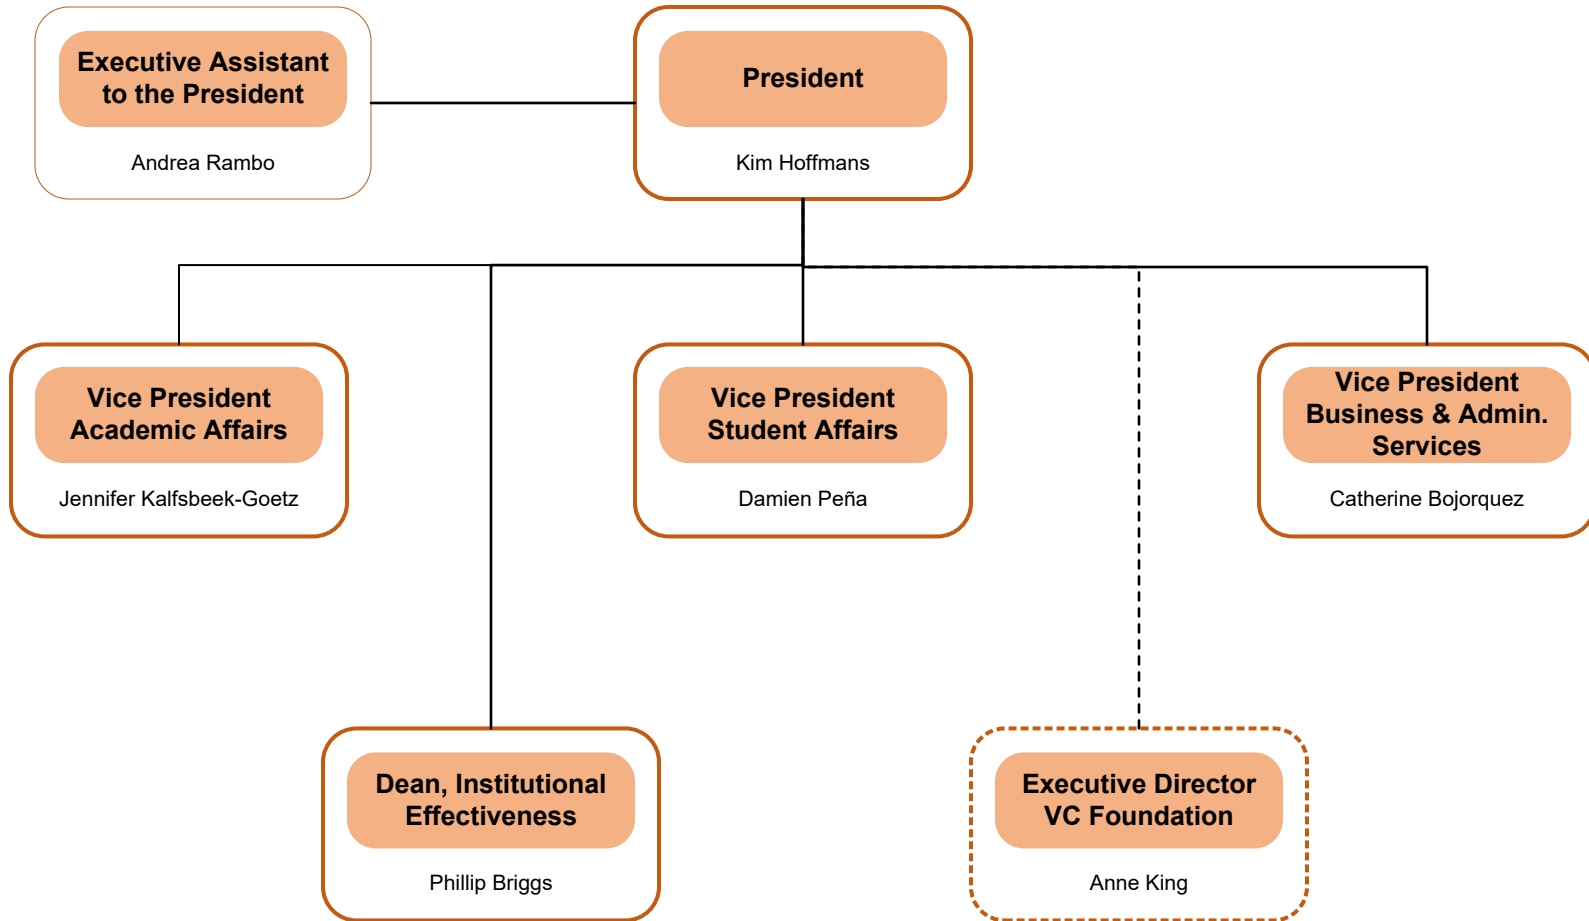 Executive Assistant
to the President
Andrea Rambo
President
Kim Hoffmans
Vice President
Academic Affairs
Jennifer Kalfsbeek-Goetz
Vice President
Student Affairs
Damien Peña
Vice President
Business & Admin.
Services
Catherine Bojorquez
Dean, Institutional
Effectiveness
Phillip Briggs
Executive Director
VC Foundation
Anne King